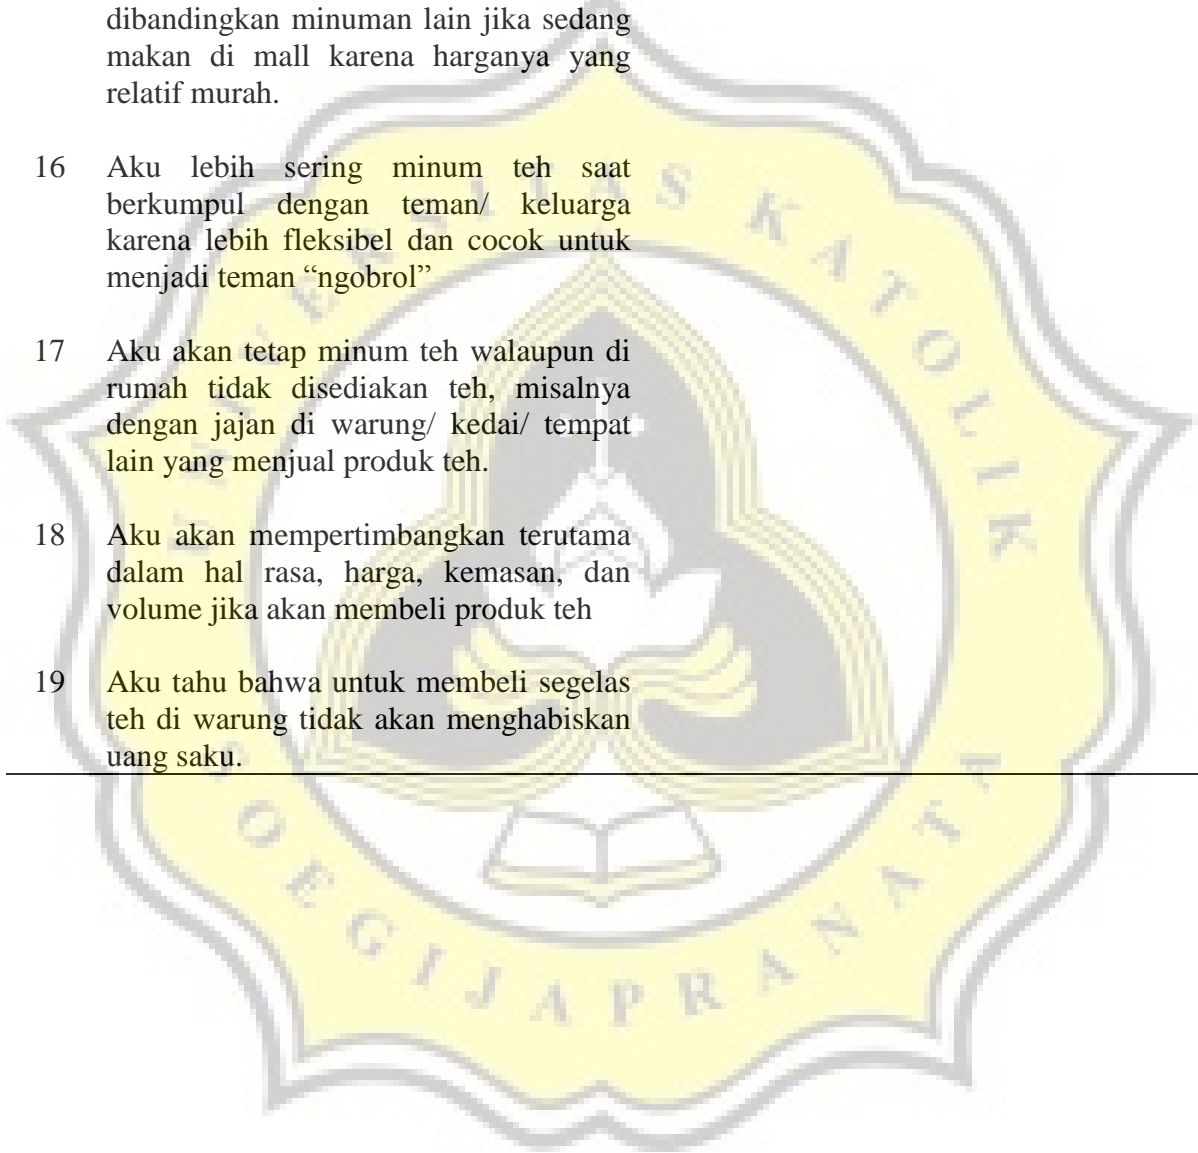 dibandingkan minuman lain jika sedang
makan di mall karena harganya yang
relatif murah.
16 Aku lebih sering minum teh saat
berkumpul dengan teman/ keluarga
karena lebih fleksibel dan cocok untuk
menjadi teman “ngobrol”
17 Aku akan tetap minum teh walaupun di
rumah tidak disediakan teh, misalnya
dengan jajan di warung/ kedai/ tempat
lain yang menjual produk teh.
18 Aku akan mempertimbangkan terutama
dalam hal rasa, harga, kemasan, dan
volume jika akan membeli produk teh
19 Aku tahu bahwa untuk membeli segelas
teh di warung tidak akan menghabiskan
uang saku.
UNIVERSITAS KATOLIK
SOEGIJAPRANATA